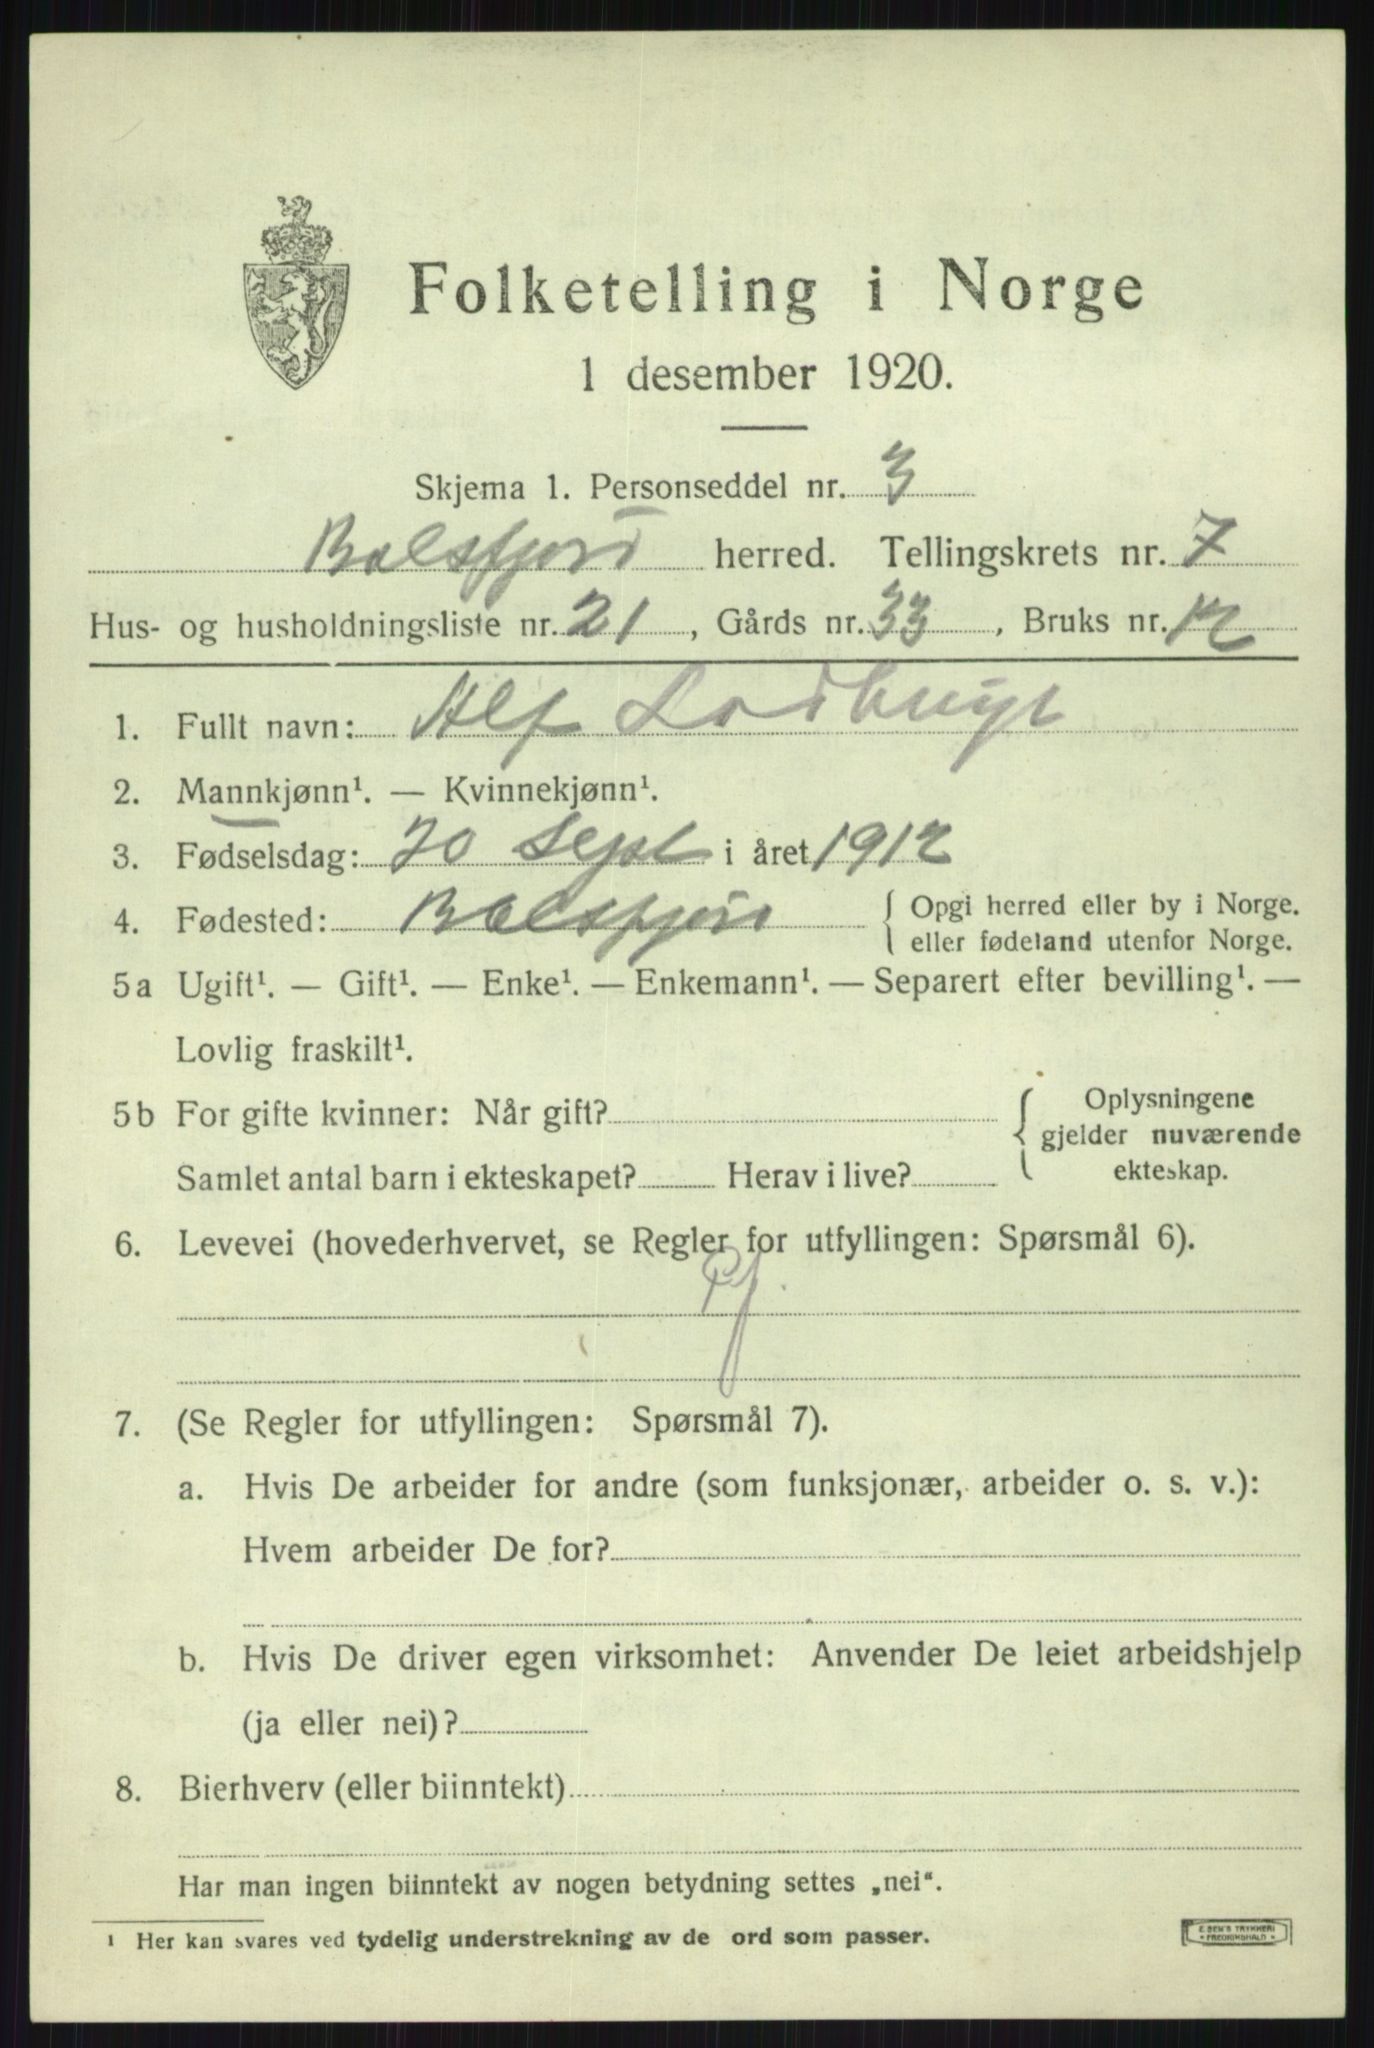 Folketelling i Norge
1 desember 1920.
Skjema 1. Personseddel nr. 3
Balsfjord herred. Tellingskrets nr. 7
Hus- og husholdningsliste nr. 21, Gårds nr. 33, Bruks nr. 12
1. Fullt navn: Alf
2. Mannkjønn¹. — Kvinnekjønn¹.
3. Fødselsdag: Sept i året 1912
4. Fødested: Balsfjord { Opgi herred eller by i Norge.
eller fødeland utenfor Norge.
5a Ugift¹. — Gift¹. — Enke¹. — Enkemann¹. — Separert efter bevilling¹. —
Lovlig fraskilt¹.
5b For gifte kvinner: Når gift? { Oplysningene
gjelder nuværende
Samlet antal barn i ekteskapet? Herav i live? ekteskap.
6. Levevei (hovederhvervet, se Regler for utfyllingen: Spørsmål 6).
7. (Se Regler for utfyllingen: Spørsmål 7).
a. Hvis De arbeider for andre (som funksjonær, arbeider o. s. v.):
Hvem arbeider De for?
b. Hvis De driver egen virksomhet: Anvender De leiet arbeidshjelp
(ja eller nei)?
8. Bierhverv (eller biinntekt)
Har man ingen biinntekt av nogen betydning settes „nei“.
¹ Her kan svares ved tydelig understrekning av de ord som passer.
E. SEM'S TRYKKERI
• FREDRIKSHALD •